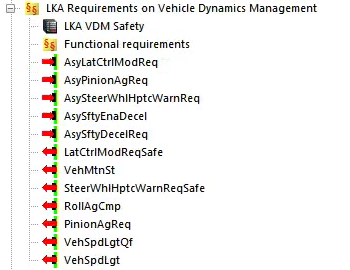 LKA Requirements on Vehicle Dynamics Management
LKA VDM Safety
Functional requirements
AsyLatCtrlModReq
AsyPinionAgReq
AsySteerWhlHptcWarnReq
AsySftyEnaDecel
AsySftyDecelReq
LatCtrlModReqSafe
VehMtnSt
SteerWhlHptcWarnReqSafe
RollAgCmp
PinionAgReq
VehSpdLgtQf
VehSpdLgt